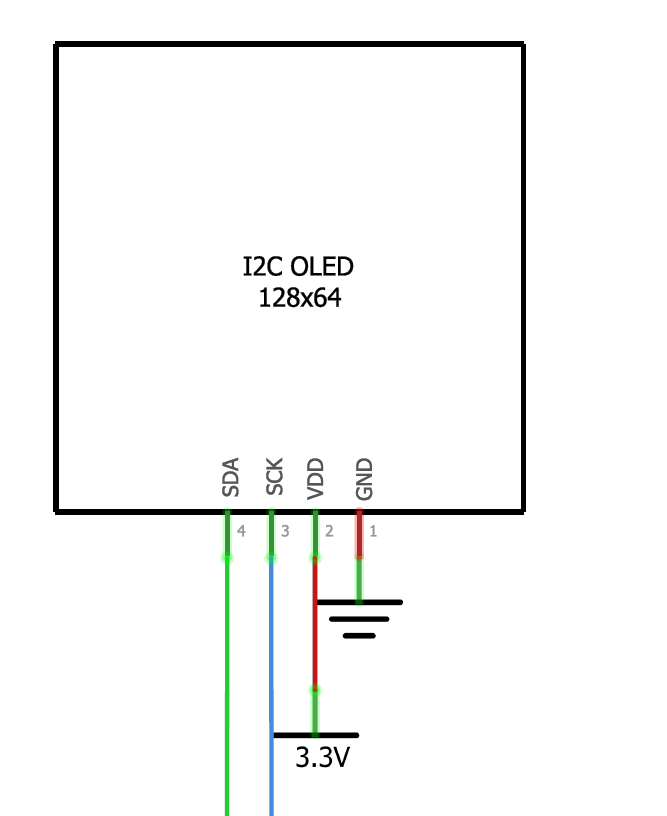 I2C OLED
128x64
SDA SCK VDD GND
4 3 2 1
3.3V